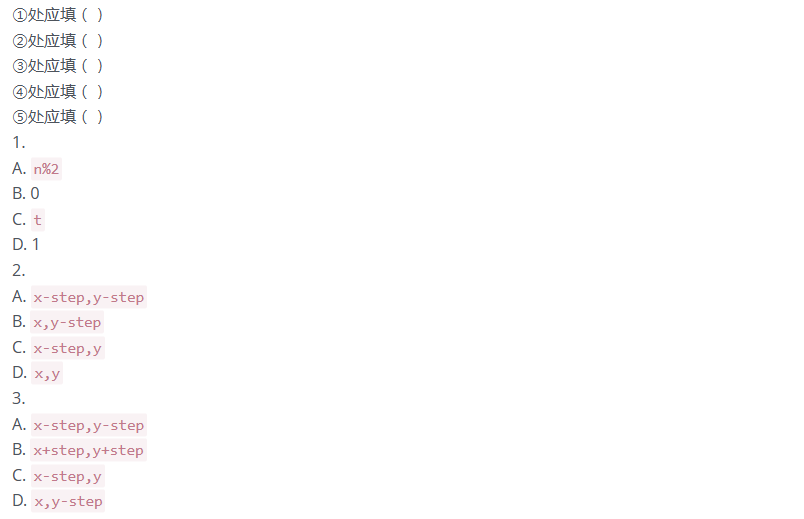 ①处应填（ ）
②处应填（ ）
③处应填（ ）
④处应填（ ）
⑤处应填（ ）
1.
A. n%2
B. 0
C. t
D. 1
2.
A. x-step,y-step
B. x,y-step
C. x-step,y
D. x,y
3.
A. x-step,y-step
B. x+step,y+step
C. x-step,y
D. x,y-step